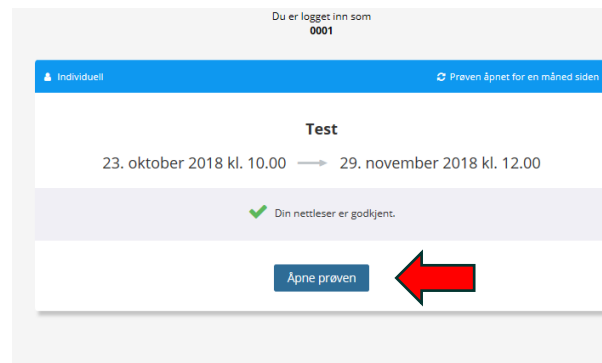 Du er logget inn som
0001
Individuell
Prøven åpnet for en måned siden
Test
23. oktober 2018 kl. 10.00 → 29. november 2018 kl. 12.00
Din nettleser er godkjent.
Åpne prøven